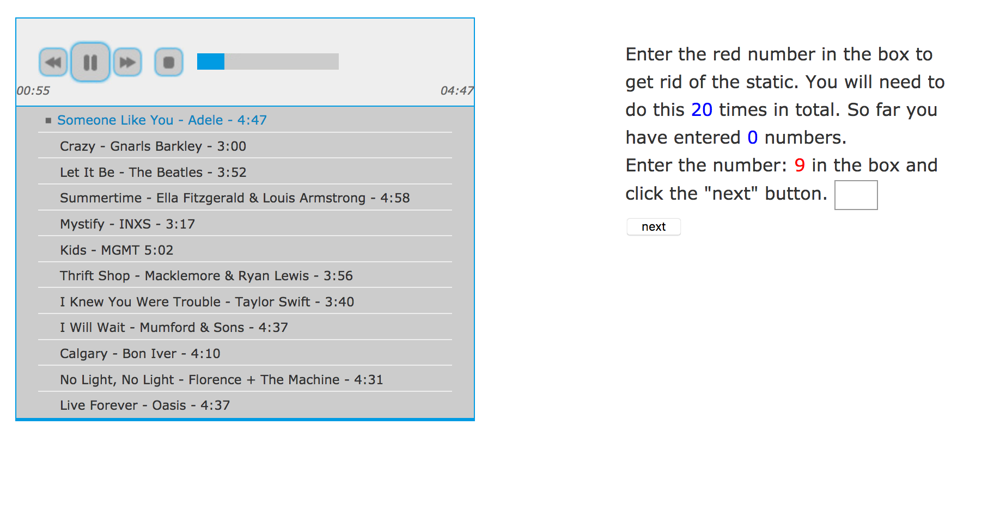 00:55
04:47
Someone Like You - Adele - 4:47
Crazy - Gnarls Barkley - 3:00
Let It Be - The Beatles - 3:52
Summertime - Ella Fitzgerald & Louis Armstrong - 4:58
Mystify - INXS - 3:17
Kids - MGMT 5:02
Thrift Shop - Macklemore & Ryan Lewis - 3:56
I Knew You Were Trouble - Taylor Swift - 3:40
I Will Wait - Mumford & Sons - 4:37
Calgary - Bon Iver - 4:10
No Light, No Light - Florence + The Machine - 4:31
Live Forever - Oasis - 4:37
Enter the red number in the box to
get rid of the static. You will need to
do this 20 times in total. So far you
have entered 0 numbers.
Enter the number: 9 in the box and
click the "next" button.
next